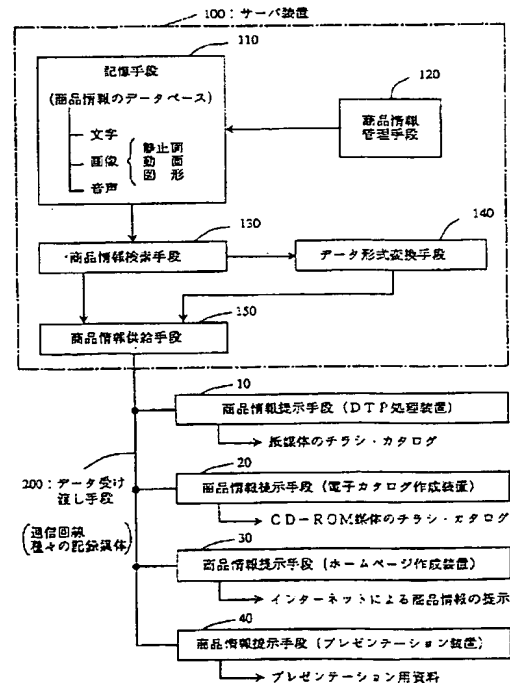 100：サーバ装置
110
記憶手段
(商品情報のデータベース)
文字
画像
静止画
動画
図形
音声
120
商品情報
管理手段
130
商品情報検索手段
140
データ形式変換手段
150
商品情報供給手段
10
商品情報提示手段（DTP処理装置）
紙媒体のチラシ・カタログ
200：データ受け
渡し手段
(通信回線
種々の記録媒体)
20
商品情報提示手段（電子カタログ作成装置）
CD－ROM媒体のチラシ・カタログ
30
商品情報提示手段（ホームページ作成装置）
インターネットによる商品情報の提示
40
商品情報提示手段（プレゼンテーション装置）
プレゼンテーション用資料